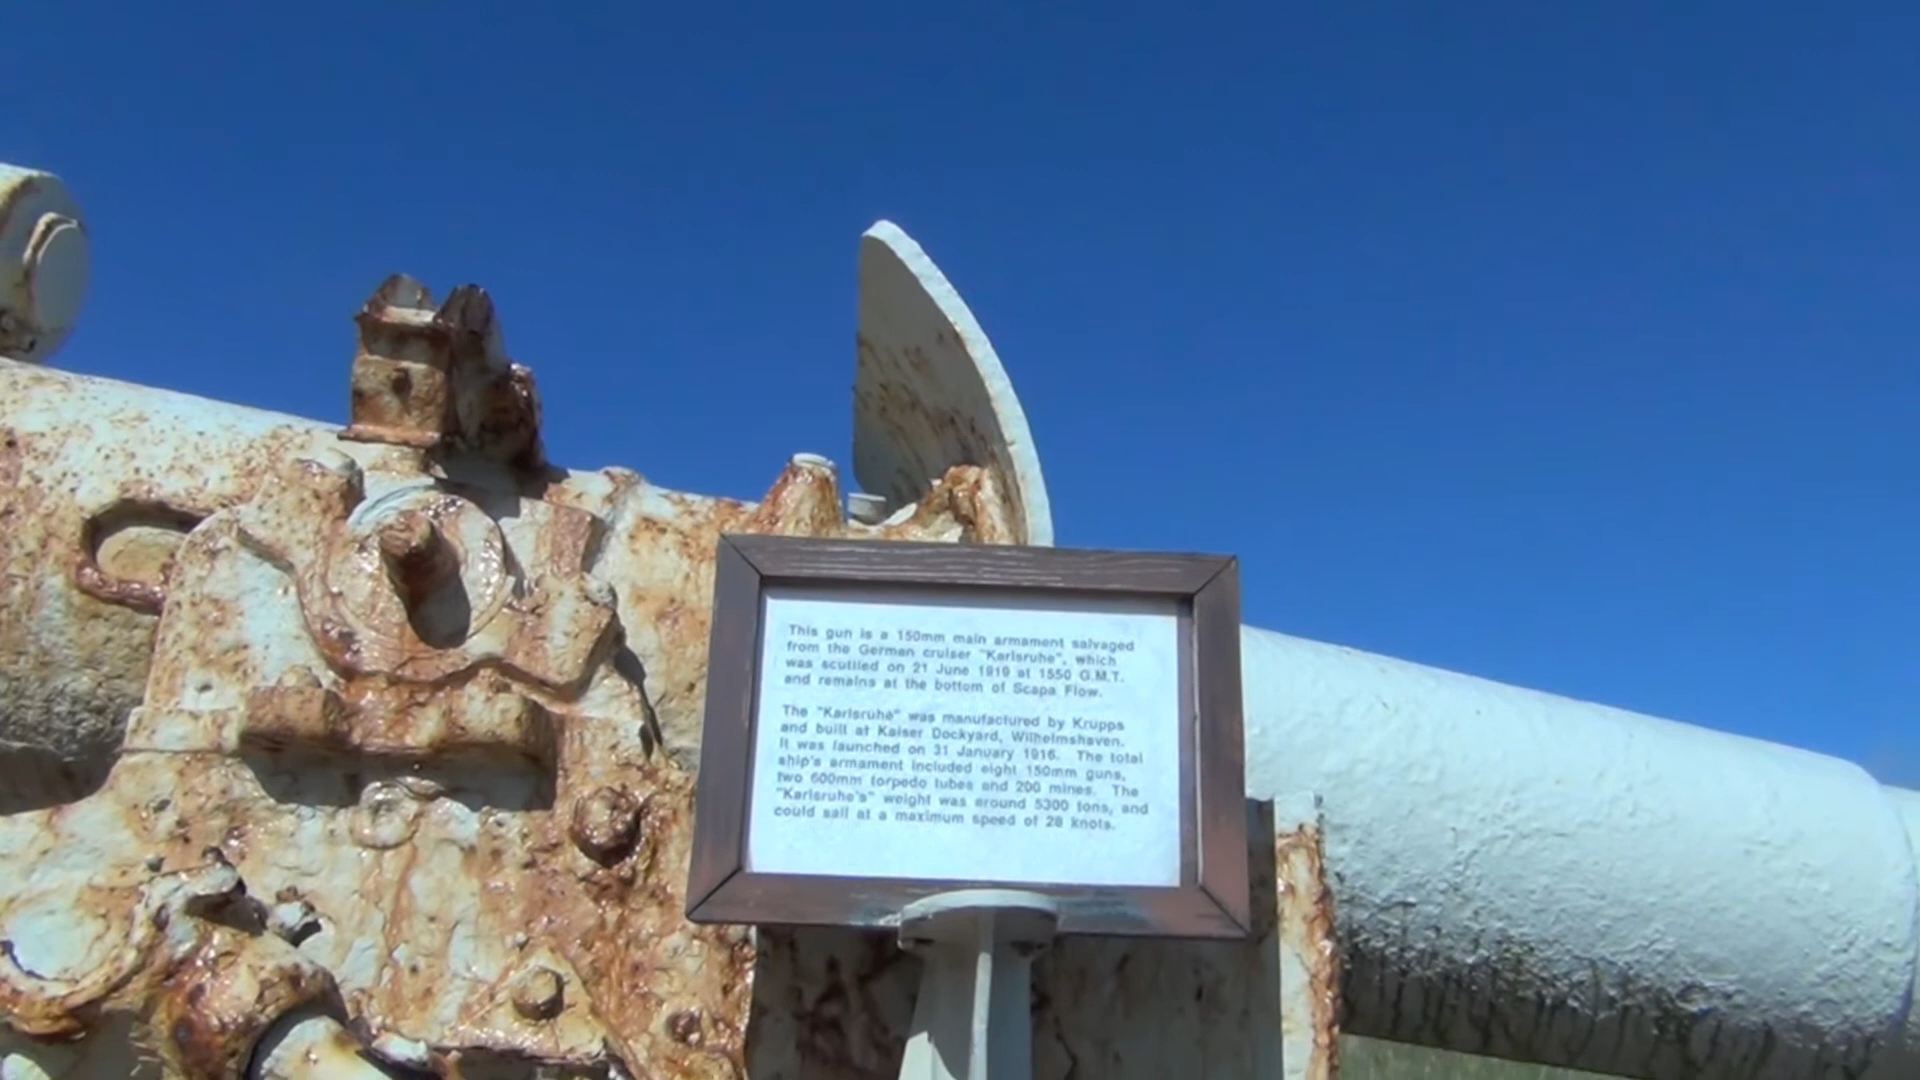 This gun is a 150mm main armament salvaged
from the German cruiser "Karlsruhe", which
was scuttled on 21 June 1919 at 1550 G.M.T.
and remains at the bottom of Scapa Flow.
The "Karlsruhe" was manufactured by Krupps
and built at Kaiser Dockyard, Wilhelmshaven.
It was launched on 31 January 1916. The total
ship's armament included eight 150mm guns,
two 600mm torpedo tubes and 200 mines. The
"Karlsruhe's" weight was around 5300 tons, and
could sail at a maximum speed of 28 knots.